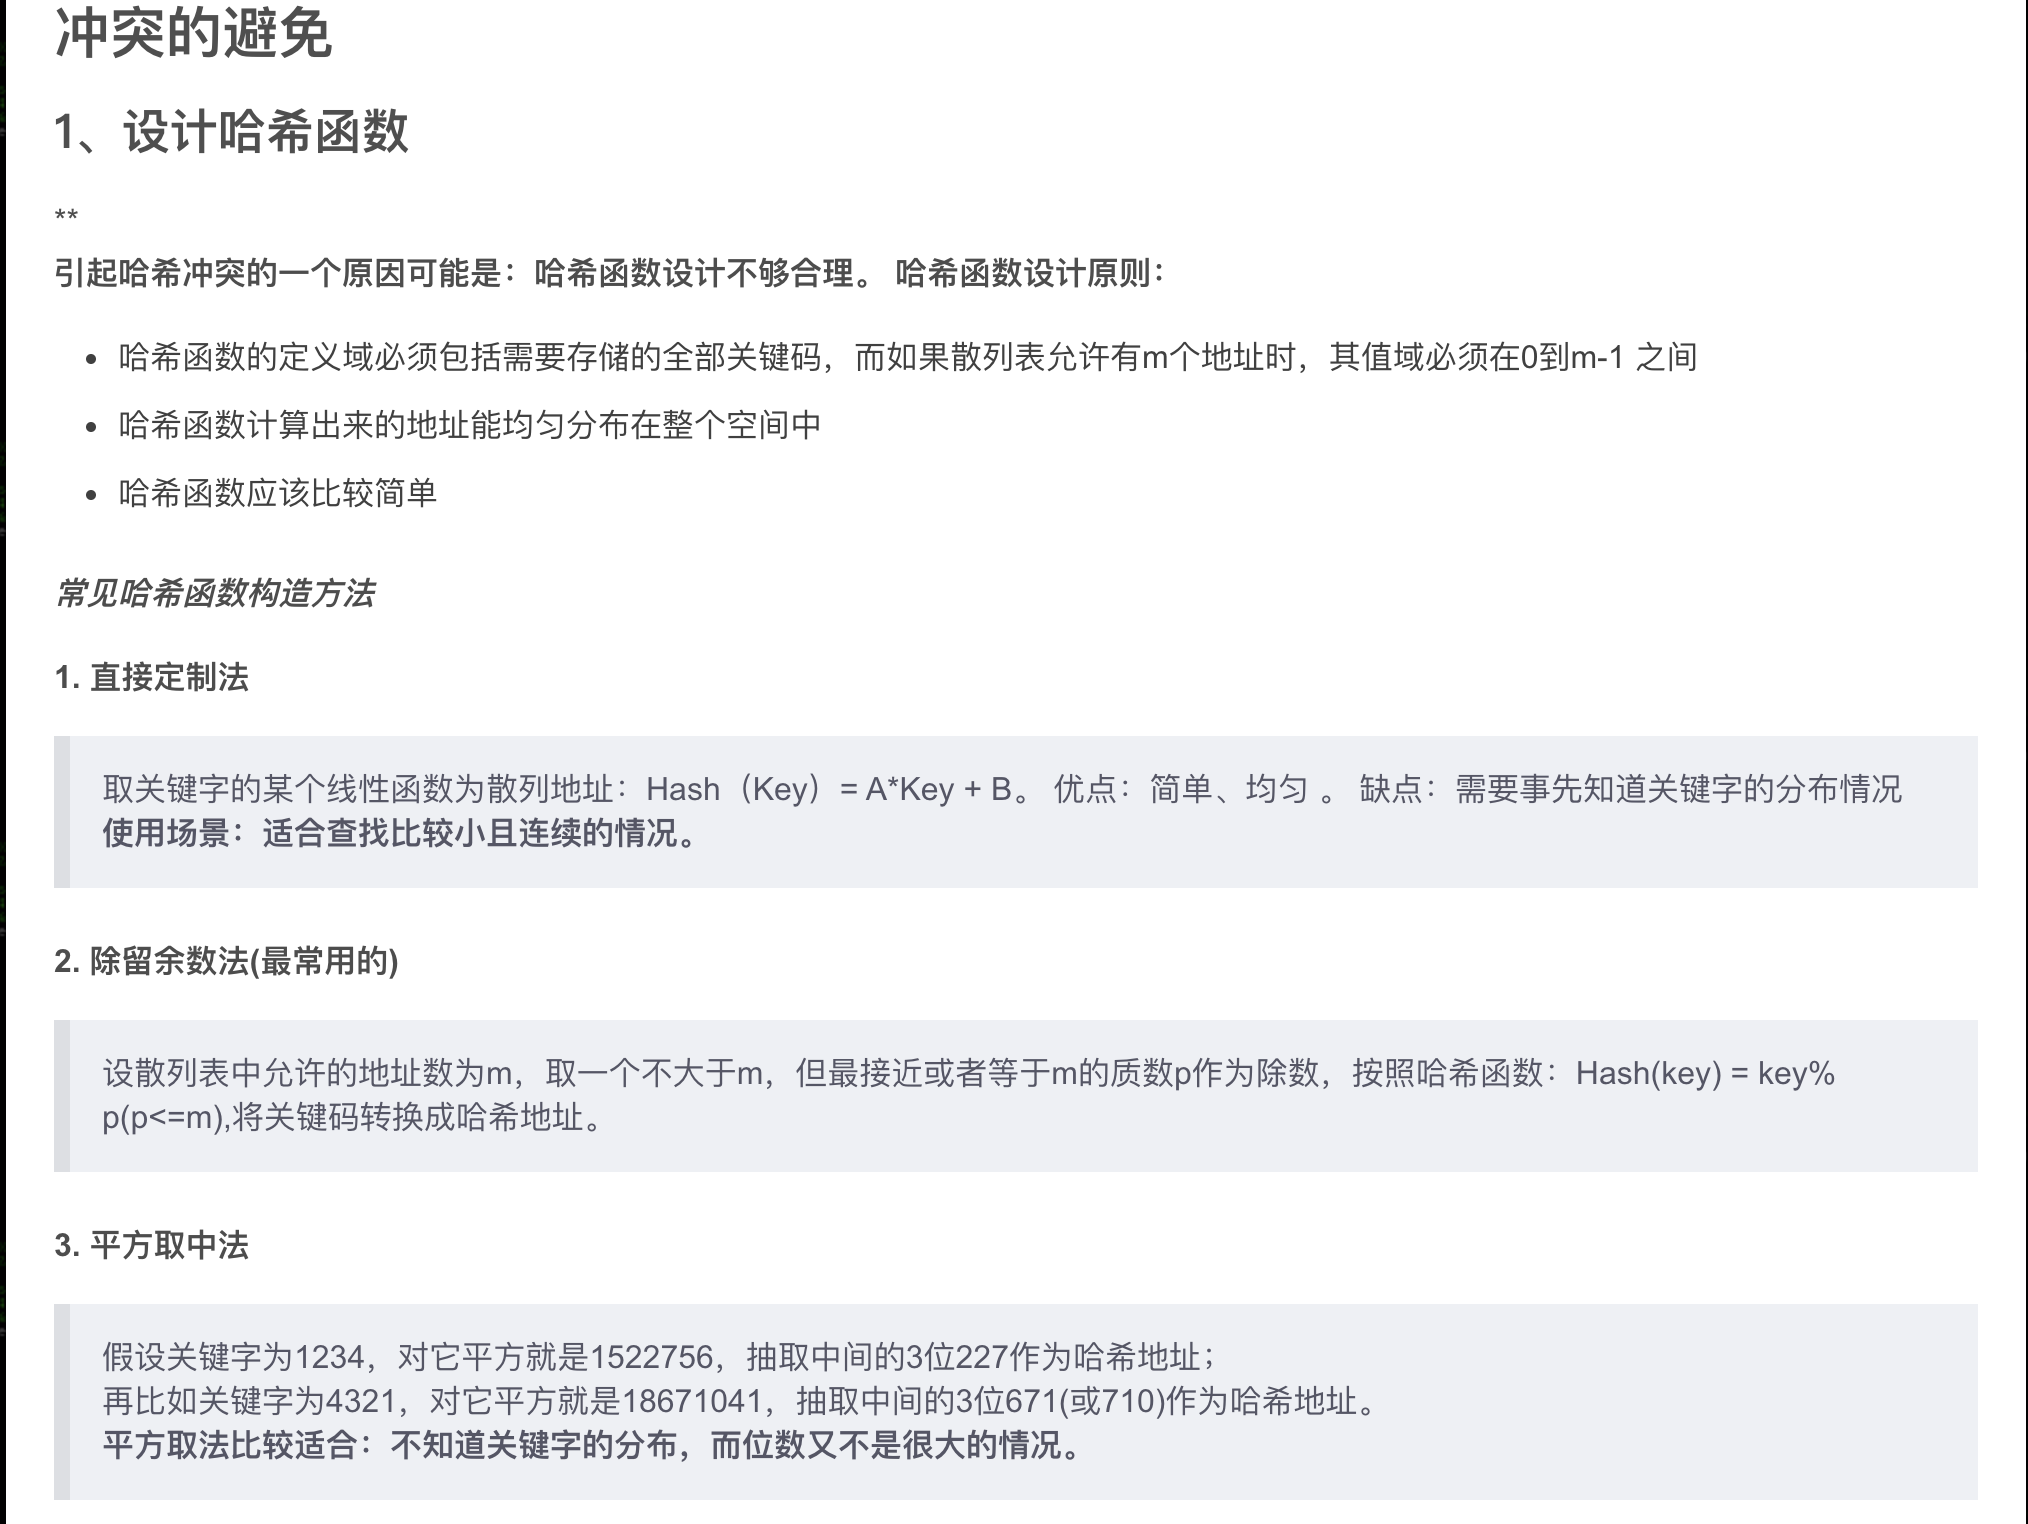 冲突的避免
1、设计哈希函数
**
引起哈希冲突的一个原因可能是：哈希函数设计不够合理。 哈希函数设计原则：
• 哈希函数的定义域必须包括需要存储的全部关键码，而如果散列表允许有m个地址时，其值域必须在0到m-1 之间
• 哈希函数计算出来的地址能均匀分布在整个空间中
• 哈希函数应该比较简单
常见哈希函数构造方法
1. 直接定制法
取关键字的某个线性函数为散列地址：Hash（Key）= A*Key + B。 优点：简单、均匀 。 缺点：需要事先知道关键字的分布情况
使用场景：适合查找比较小且连续的情况。
2. 除留余数法(最常用的)
设散列表中允许的地址数为m，取一个不大于m，但最接近或者等于m的质数p作为除数，按照哈希函数：Hash(key) = key%
p(p<=m),将关键码转换成哈希地址。
3. 平方取中法
假设关键字为1234，对它平方就是1522756，抽取中间的3位227作为哈希地址；
再比如关键字为4321，对它平方就是18671041，抽取中间的3位671(或710)作为哈希地址。
平方取法比较适合：不知道关键字的分布，而位数又不是很大的情况。